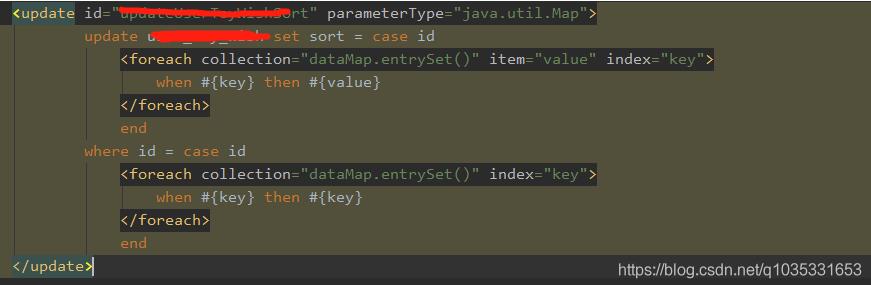 <update id=" Sort" parameterType="java.util.Map">
update set sort = case id
<foreach collection="dataMap.entrySet()" item="value" index="key">
when #{key} then #{value}
</foreach>
end
where id = case id
<foreach collection="dataMap.entrySet()" index="key">
when #{key} then #{key}
</foreach>
end
</update>
https://blog.csdn.net/q1035331653